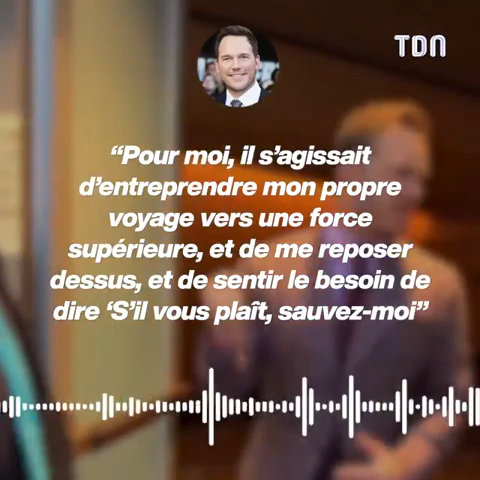 TDN
“Pour moi, il s’agissait
d’entreprendre mon propre
voyage vers une force
supérieure, et de me reposer
dessus, et de sentir le besoin de
dire ‘S’il vous plaît, sauvez-moi”